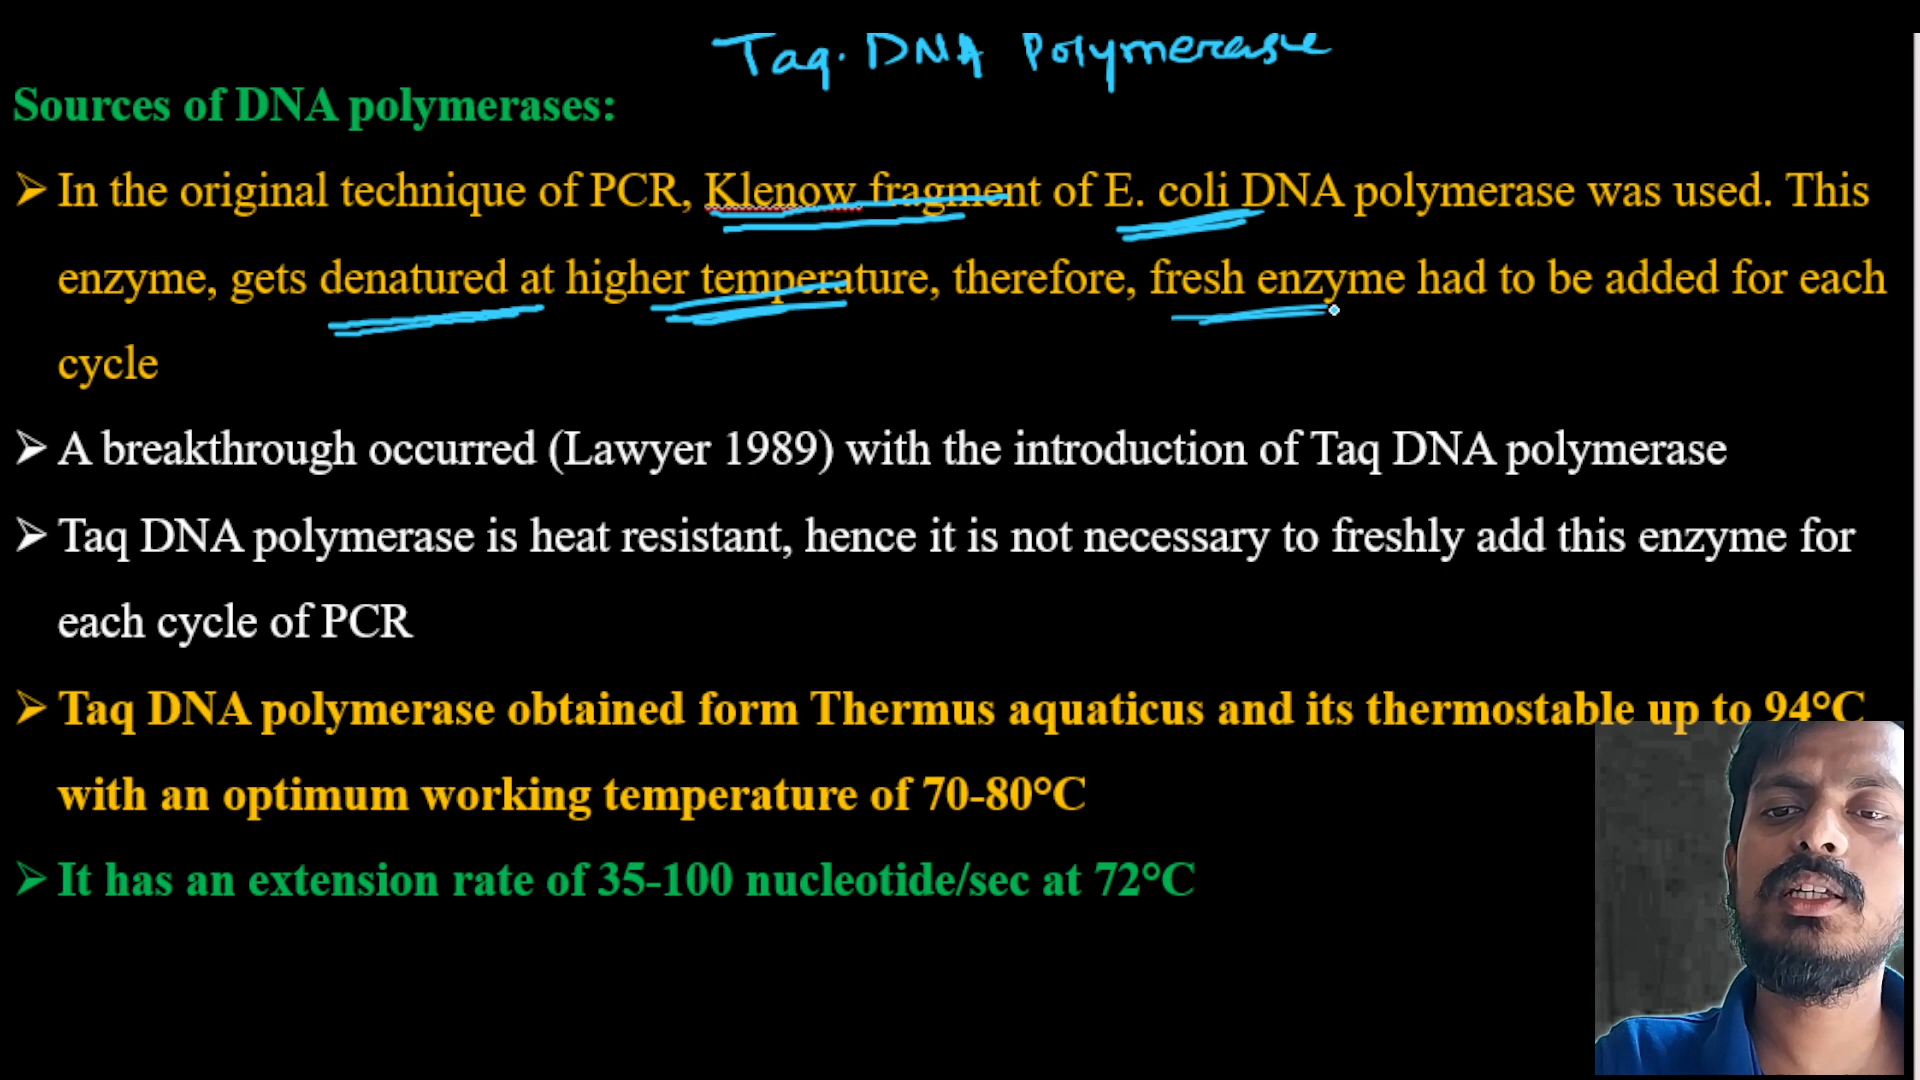 Taq. DNA Polymerase
Sources of DNA polymerases:
➢ In the original technique of PCR, Klenow fragment of E. coli DNA polymerase was used. This
enzyme, gets denatured at higher temperature, therefore, fresh enzyme had to be added for each
cycle
➢ A breakthrough occurred (Lawyer 1989) with the introduction of Taq DNA polymerase
➢ Taq DNA polymerase is heat resistant, hence it is not necessary to freshly add this enzyme for
each cycle of PCR
➢ Taq DNA polymerase obtained form Thermus aquaticus and its thermostable up to 94°C
with an optimum working temperature of 70-80°C
➢ It has an extension rate of 35-100 nucleotide/sec at 72°C